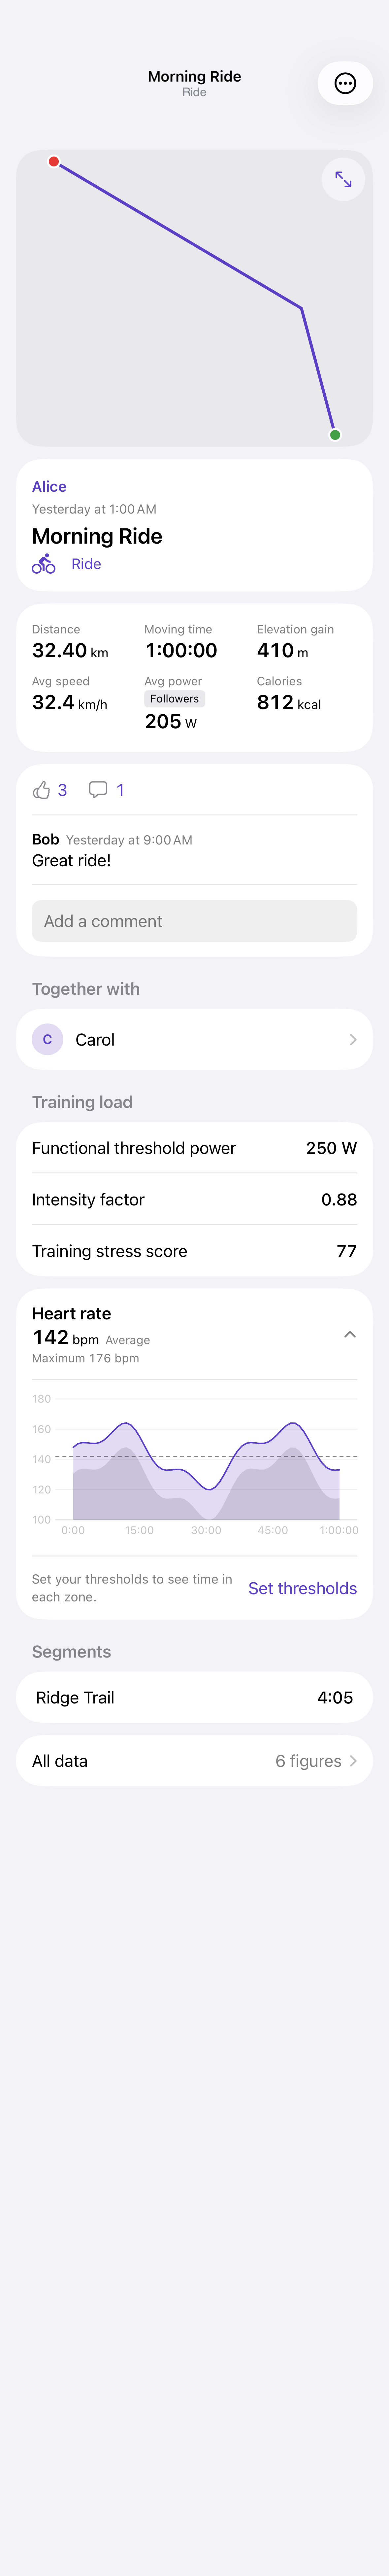 Morning Ride
Ride
Alice
Yesterday at 1:00 AM
Morning Ride
Ride
Distance Moving time Elevation gain
32.40 km 1:00:00 410 m
Avg speed Avg power Calories
Followers
32.4 km/h 205 W 812 kcal
3 1
Bob Yesterday at 9:00 AM
Great ride!
Add a comment
Together with
C Carol
Training load
Functional threshold power 250 W
Intensity factor 0.88
Training stress score 77
Heart rate
142 bpm Average
Maximum 176 bpm
180
160
140
120
100
0:00 15:00 30:00 45:00 1:00:00
Set your thresholds to see time in
each zone.
Set thresholds
Segments
Ridge Trail 4:05
All data 6 figures